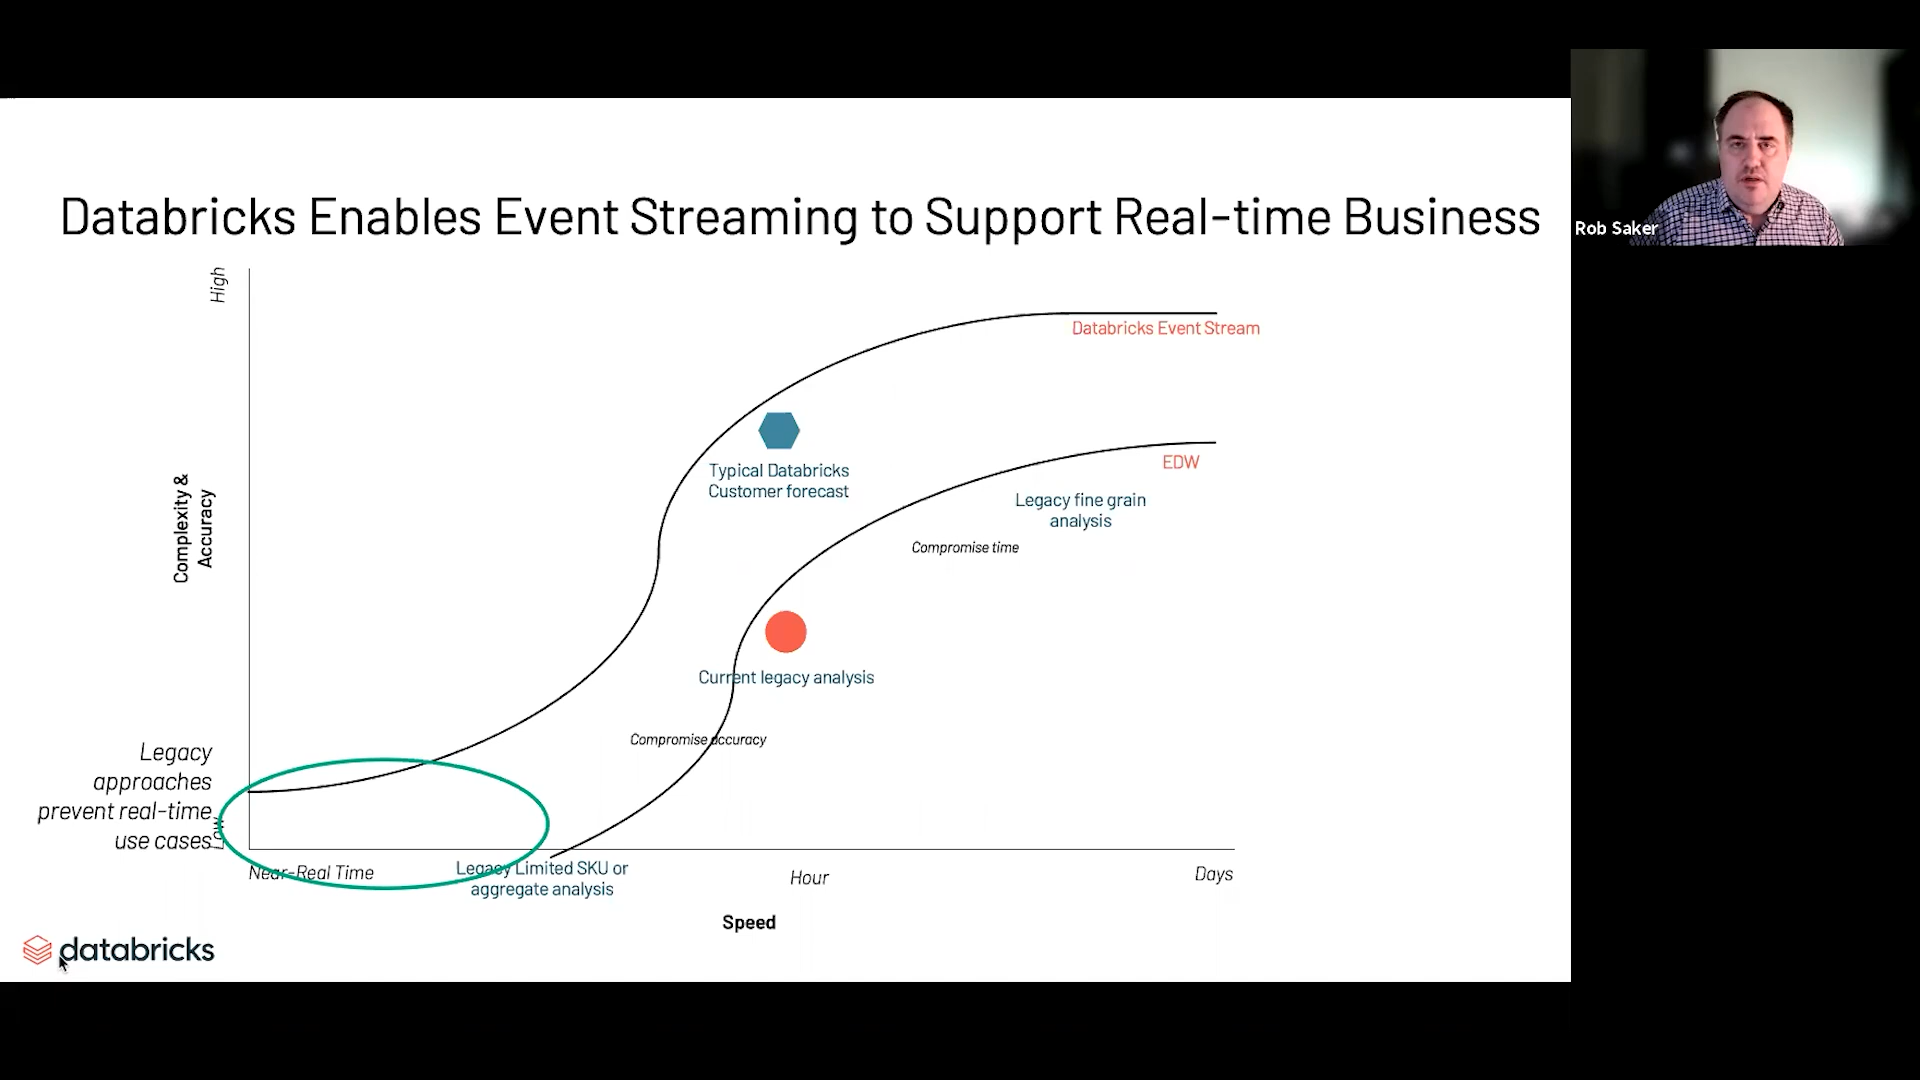 Databricks Enables Event Streaming to Support Real-time Business
Rob Saker
High
Databricks Event Stream
Typical Databricks
Customer forecast
EDW
Complexity &
Accuracy
Legacy fine grain
analysis
Compromise time
Current legacy analysis
Compromise accuracy
Legacy
approaches
prevent real-time
use cases
Near-Real Time
Legacy Limited SKU or
aggregate analysis
Hour
Days
Speed
databricks